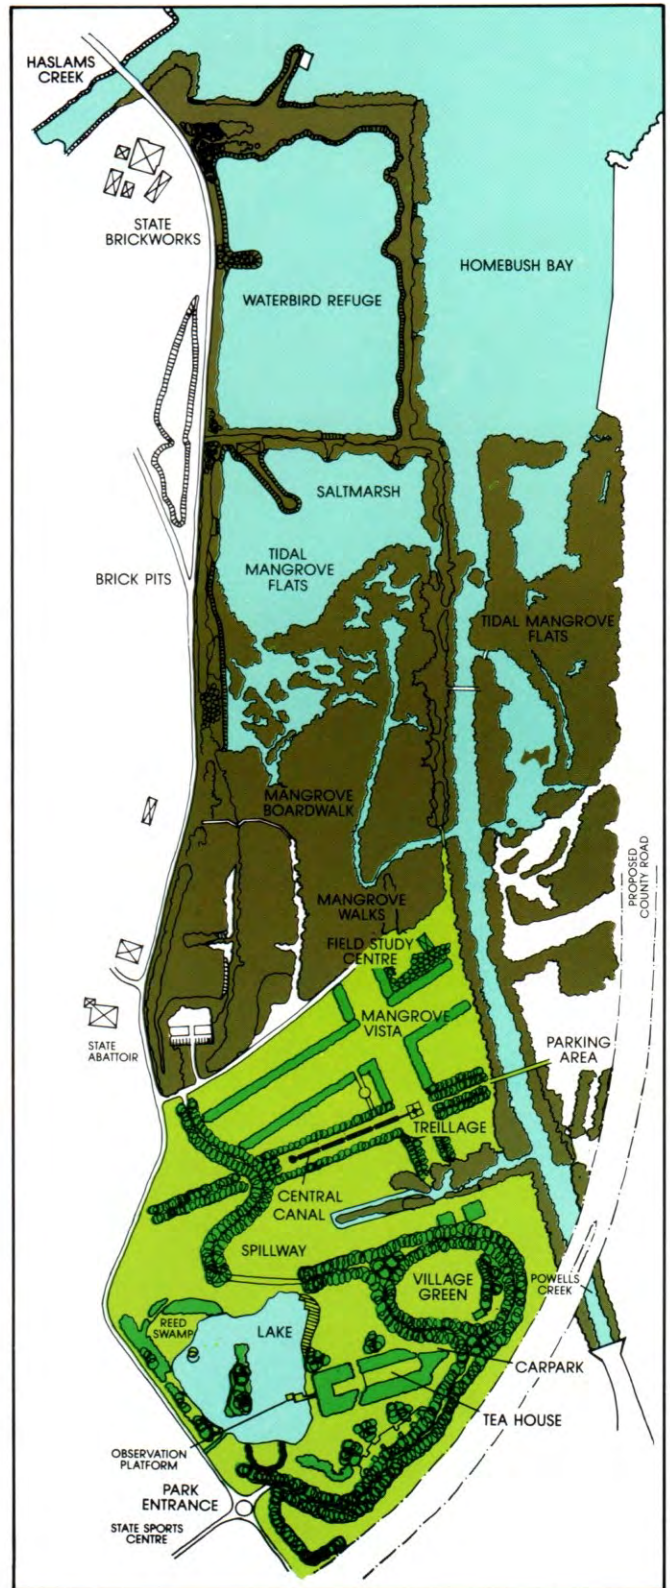 HASLAMS
CREEK
STATE
BRICKWORKS
HOMEBUSH BAY
WATERBIRD REFUGE
SALTMARSH
TIDAL
MANGROVE
FLATS
BRICK PITS
TIDAL MANGROVE
FLATS
MANGROVE
BOARDWALK
PROPOSED
COUNTY ROAD
MANGROVE
WALKS
FIELD STUDY
CENTRE
MANGROVE
VISTA
STATE
ABATTOIR
PARKING
AREA
TREILLAGE
CENTRAL
CANAL
SPILLWAY
VILLAGE
GREEN
POWELLS
CREEK
REED
SWAMP
LAKE
CARPARK
TEA HOUSE
OBSERVATION
PLATFORM
PARK
ENTRANCE
STATE SPORTS
CENTRE